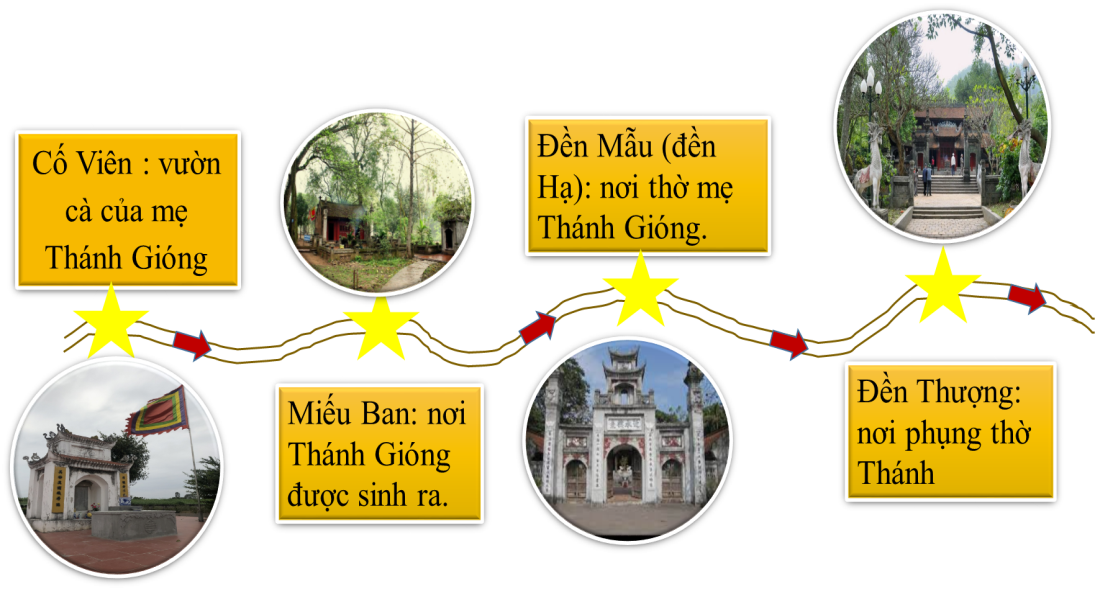 Cố Viên : vườn
cà của mẹ
Thánh Gióng
Miếu Ban: nơi
Thánh Gióng
được sinh ra.
Đền Mẫu (đền
Hạ): nơi thờ mẹ
Thánh Gióng.
Đền Thượng:
nơi phụng thờ
Thánh